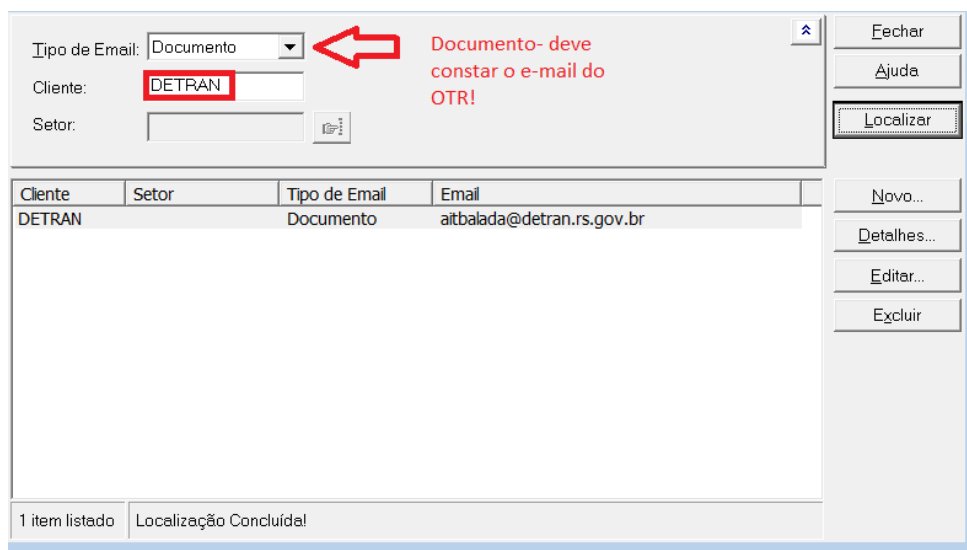 Tipo de Email: Documento
Documento- deve
constar o e-mail do
OTR!
Cliente: DETRAN
Setor:
Fechar
Ajuda
Localizar
Cliente Setor Tipo de Email Email
DETRAN Documento aitbalada@detran.rs.gov.br
Novo...
Detalhes...
Editar...
Excluir
1 item listado Localização Concluída!